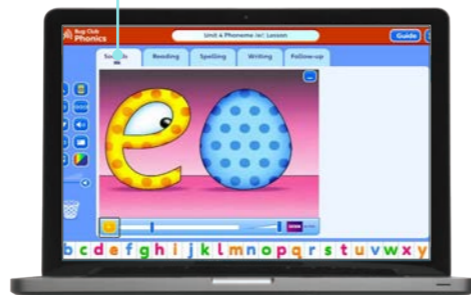 Bug Club
Phonics
Unit 4 Phoneme /e/: Lesson
Guide
Sounds
Reading
Spelling
Writing
Follow-up
e
b c d e f g h i j k l m n o p q r s t u v w x y